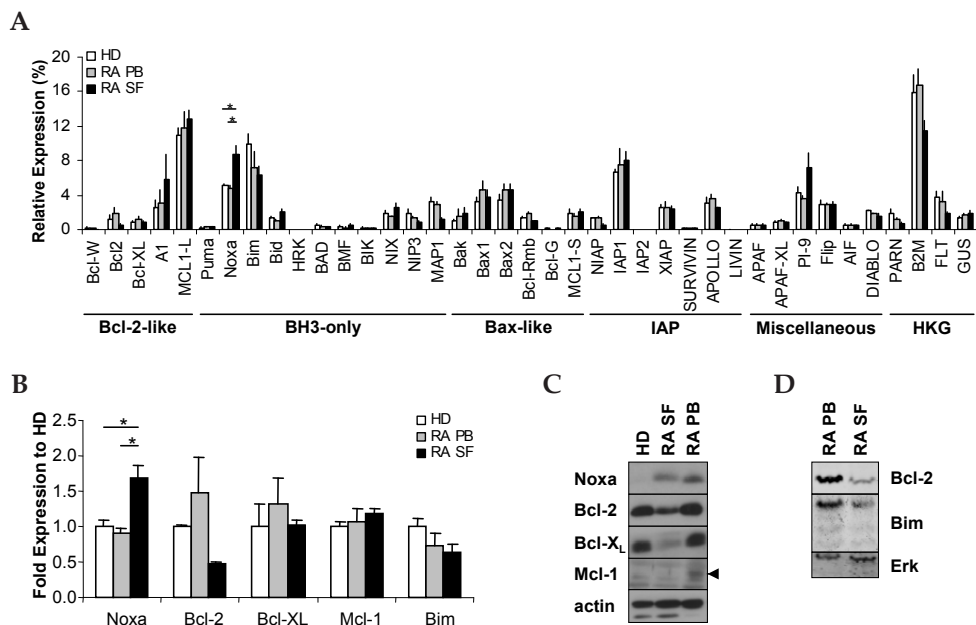 A
Relative Expression (%)
20
16
12
8
4
0
HD
RA PB
RA SF
*
*
Bcl-W
Bcl2
Bcl-XL
A1
MCL1-L
Puma
Noxa
Bim
Bid
HRK
BAD
BMF
BIK
NIX
NIP3
MAP1
Bak
Bax1
Bax2
Bcl-Rmb
Bcl-G
MCL1-S
NIAP
IAP1
IAP2
XIAP
SURVIVIN
APOLLO
LIVIN
APAF
APAF-XL
PI-9
Flip
AIF
DIABLO
PARN
B2M
FLT
GUS
Bcl-2-like
BH3-only
Bax-like
IAP
Miscellaneous
HKG
B
Fold Expression to HD
2.5
2.0
1.5
1.0
0.5
0.0
*
*
HD
RA PB
RA SF
Noxa
Bcl-2
Bcl-XL
Mcl-1
Bim
C
HD
RA SF
RA PB
Noxa
Bcl-2
Bcl-XL
Mcl-1
actin
D
RA PB
RA SF
Bcl-2
Bim
Erk